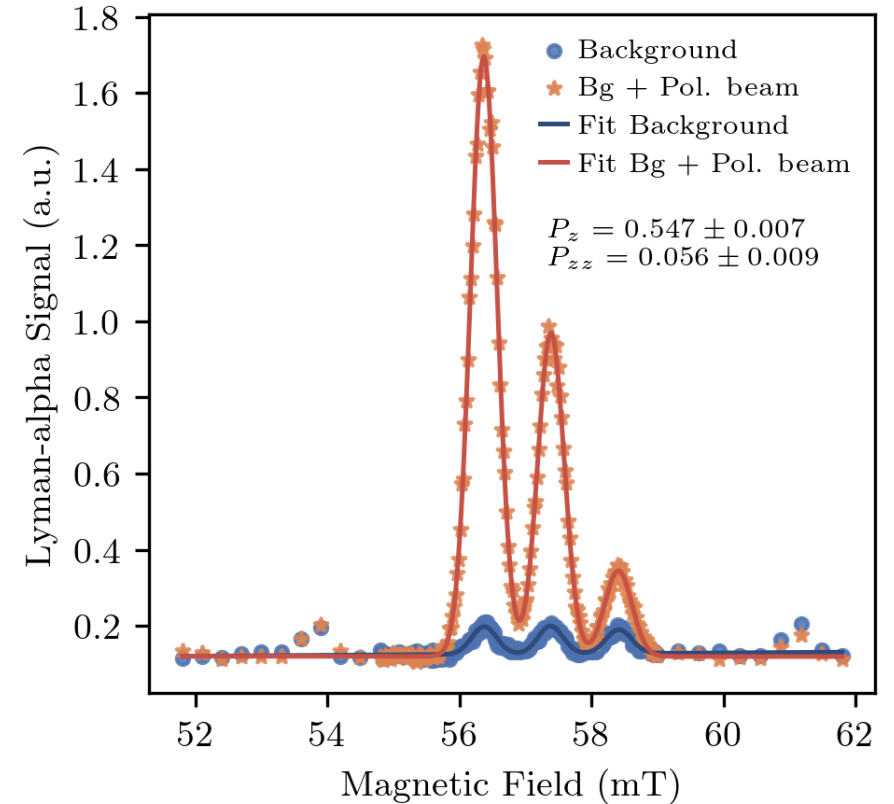 1.8
1.6
1.4
1.2
1.0
0.8
0.6
0.4
0.2
Lyman-alpha Signal (a.u.)
Background
Bg + Pol. beam
Fit Background
Fit Bg + Pol. beam
P_z = 0.547 ± 0.007
P_zz = 0.056 ± 0.009
52 54 56 58 60 62
Magnetic Field (mT)